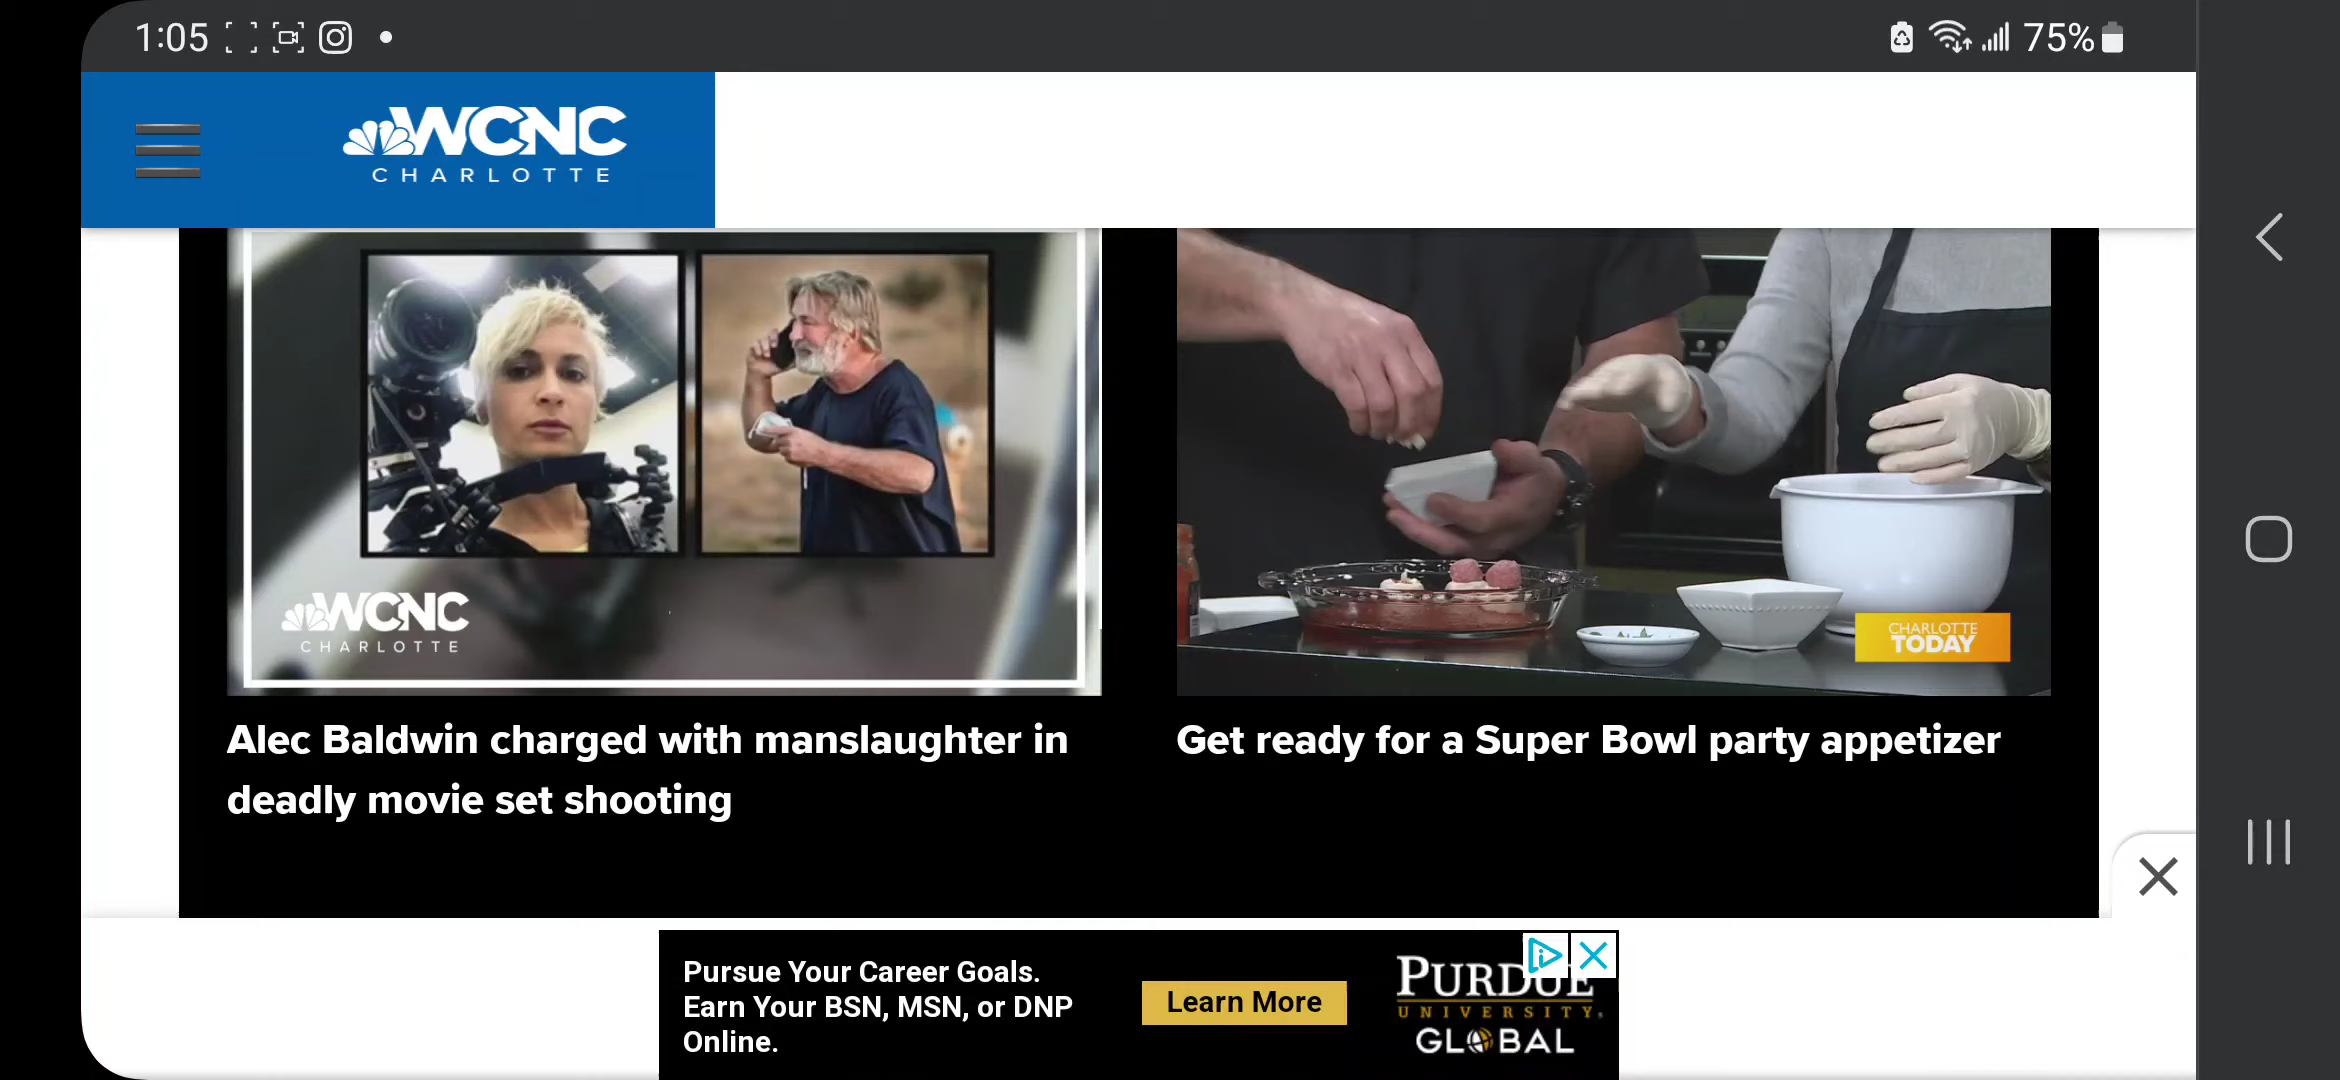 1:05
75%
WCNC
CHARLOTTE
WCNC
CHARLOTTE
Alec Baldwin charged with manslaughter in
deadly movie set shooting
CHARLOTTE
TODAY
Get ready for a Super Bowl party appetizer
Pursue Your Career Goals.
Earn Your BSN, MSN, or DNP
Online.
Learn More
PURDUE
UNIVERSITY
GLOBAL